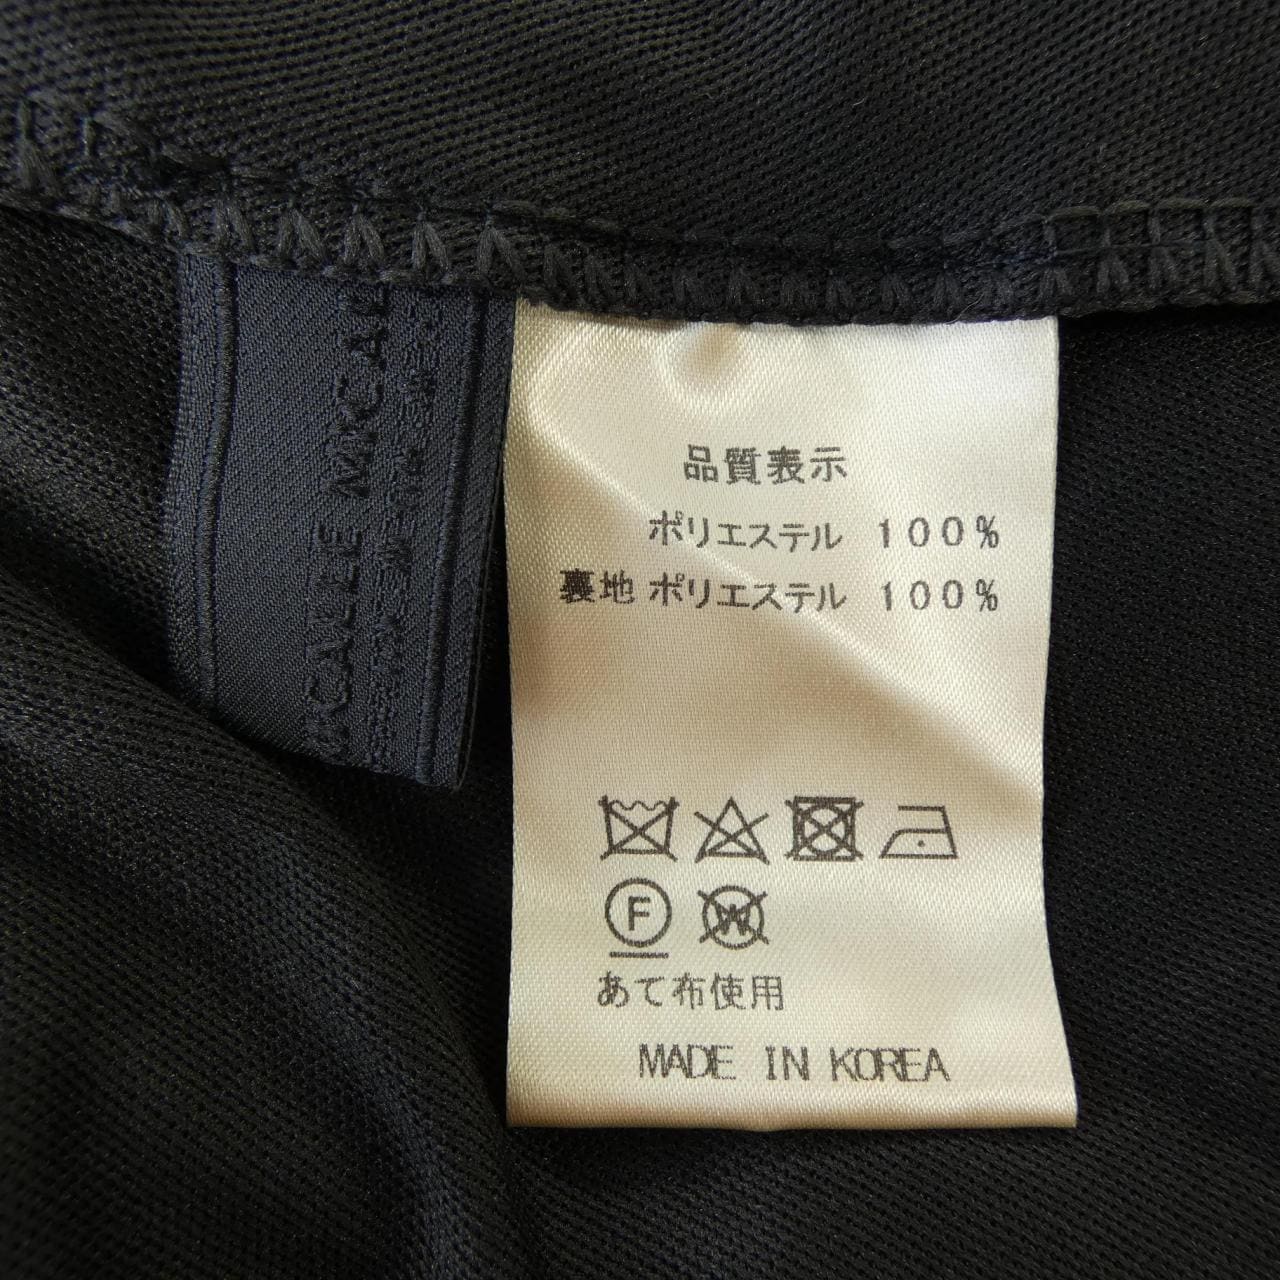 品質表示
ポリエステル 100%
裏地 ポリエステル 100%
F W
あて布使用
MADE IN KOREA